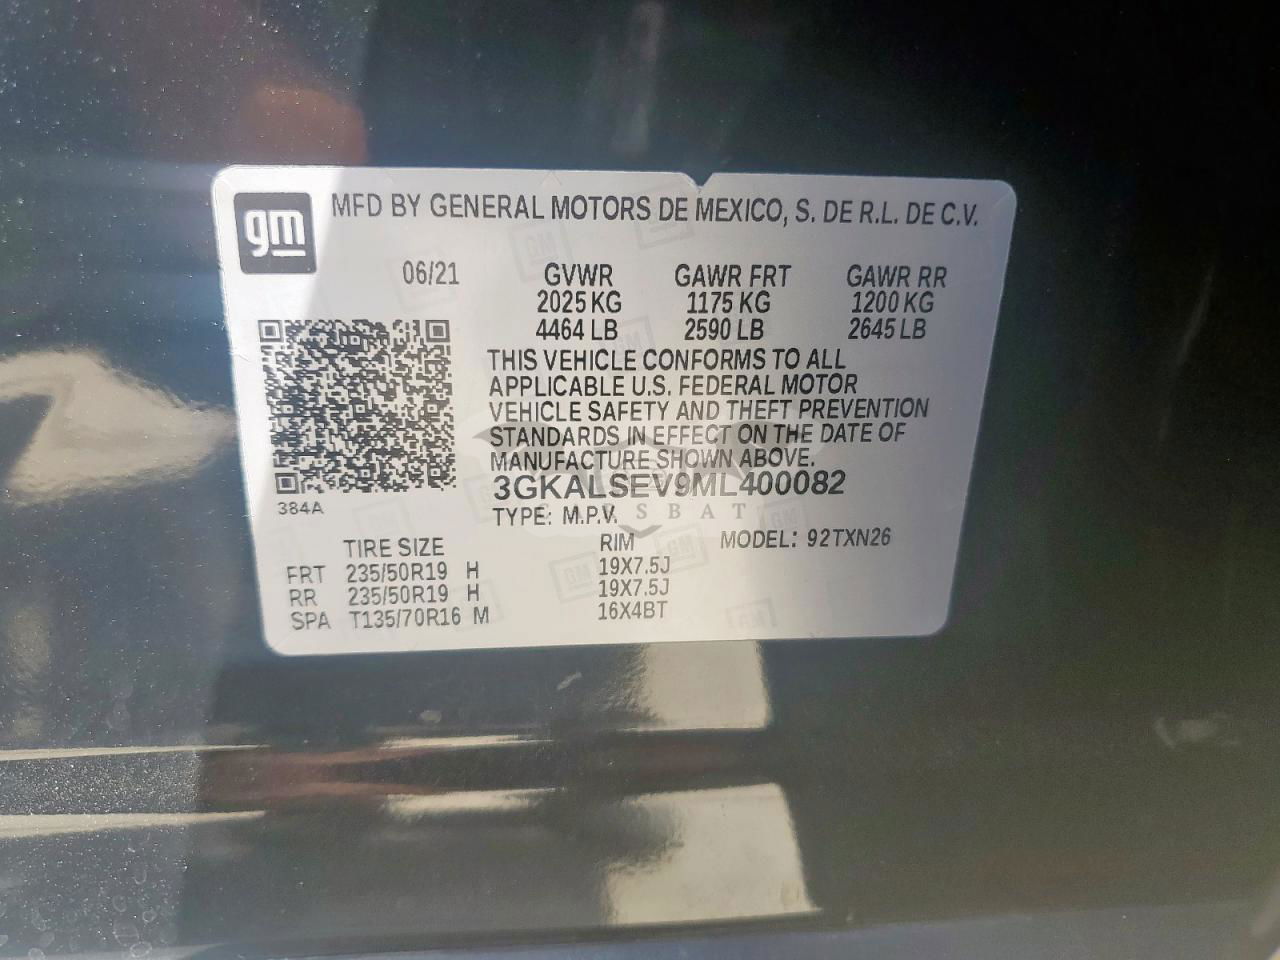 gm MFD BY GENERAL MOTORS DE MEXICO, S. DE R.L. DE C.V.
06/21 GVWR GAWR FRT GAWR RR
2025 KG 1175 KG 1200 KG
4464 LB 2590 LB 2645 LB
THIS VEHICLE CONFORMS TO ALL
APPLICABLE U.S. FEDERAL MOTOR
VEHICLE SAFETY AND THEFT PREVENTION
STANDARDS IN EFFECT ON THE DATE OF
MANUFACTURE SHOWN ABOVE.
3GKALSEV9ML400082
384A
TYPE: M.P.V.
MODEL: 92TXN26
TIRE SIZE RIM
FRT 235/50R19 H 19X7.5J
RR 235/50R19 H 19X7.5J
SPA T135/70R16 M 16X4BT